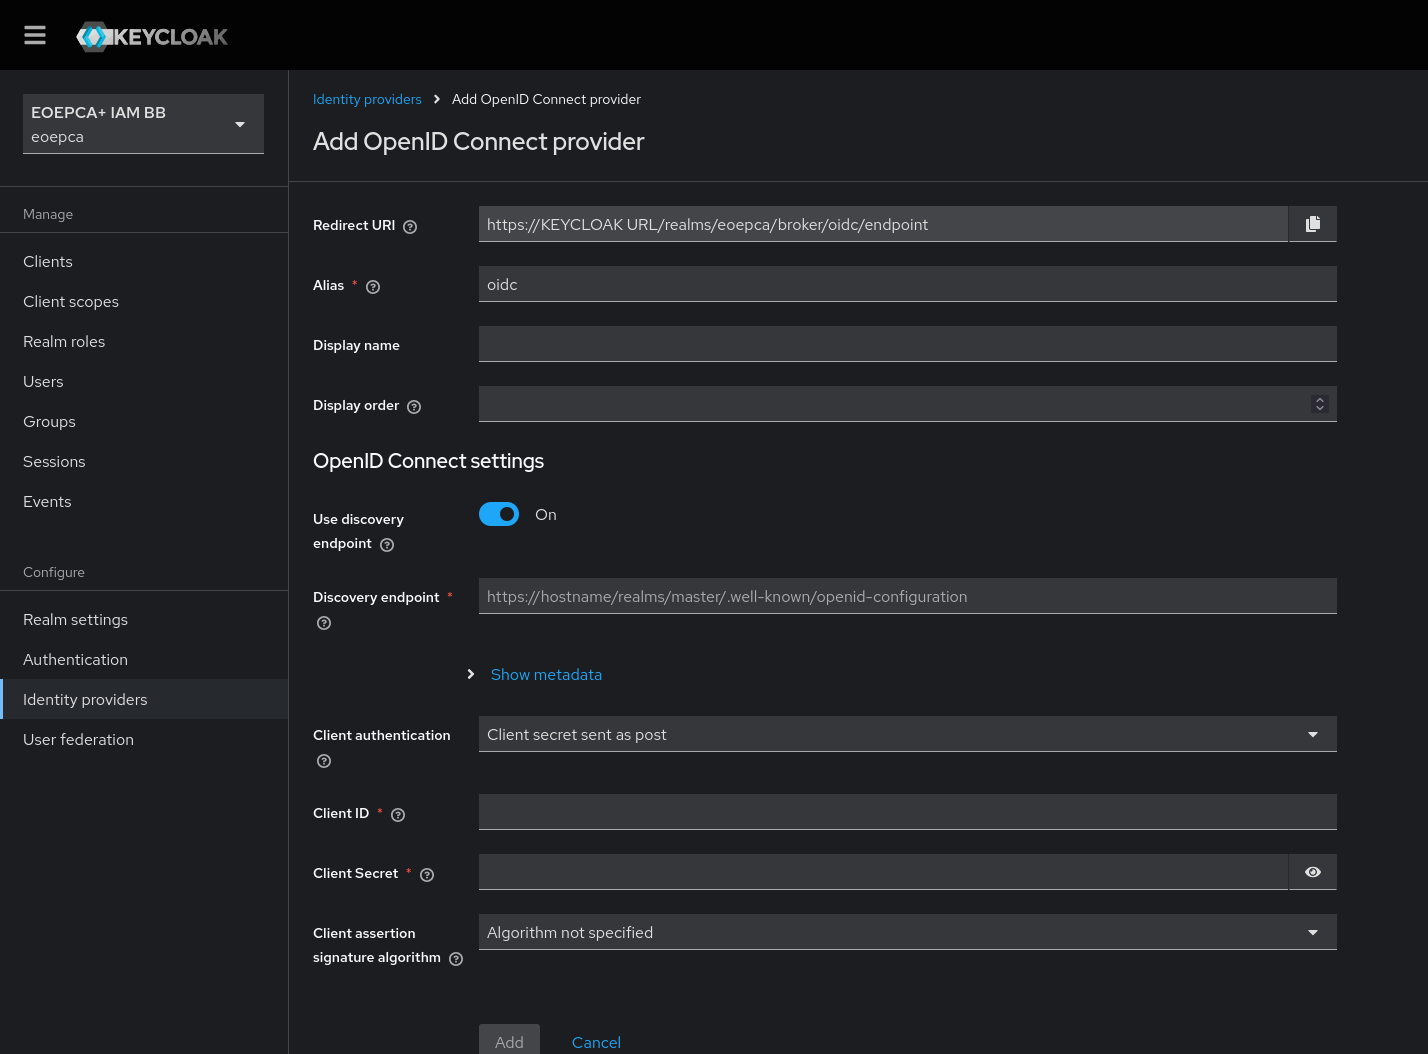 KEYCLOAK
EOEPCA+ IAM BB
eoepca
Manage
Clients
Client scopes
Realm roles
Users
Groups
Sessions
Events
Configure
Realm settings
Authentication
Identity providers
User federation
Identity providers > Add OpenID Connect provider
Add OpenID Connect provider
Redirect URI ? https://KEYCLOAK URL/realms/eoepca/broker/oidc/endpoint
Alias * ? oidc
Display name
Display order ?
OpenID Connect settings
Use discovery
endpoint ? On
Discovery endpoint * https://hostname/realms/master/.well-known/openid-configuration
?
> Show metadata
Client authentication Client secret sent as post
?
Client ID * ?
Client Secret * ?
Client assertion Algorithm not specified
signature algorithm ?
Add Cancel